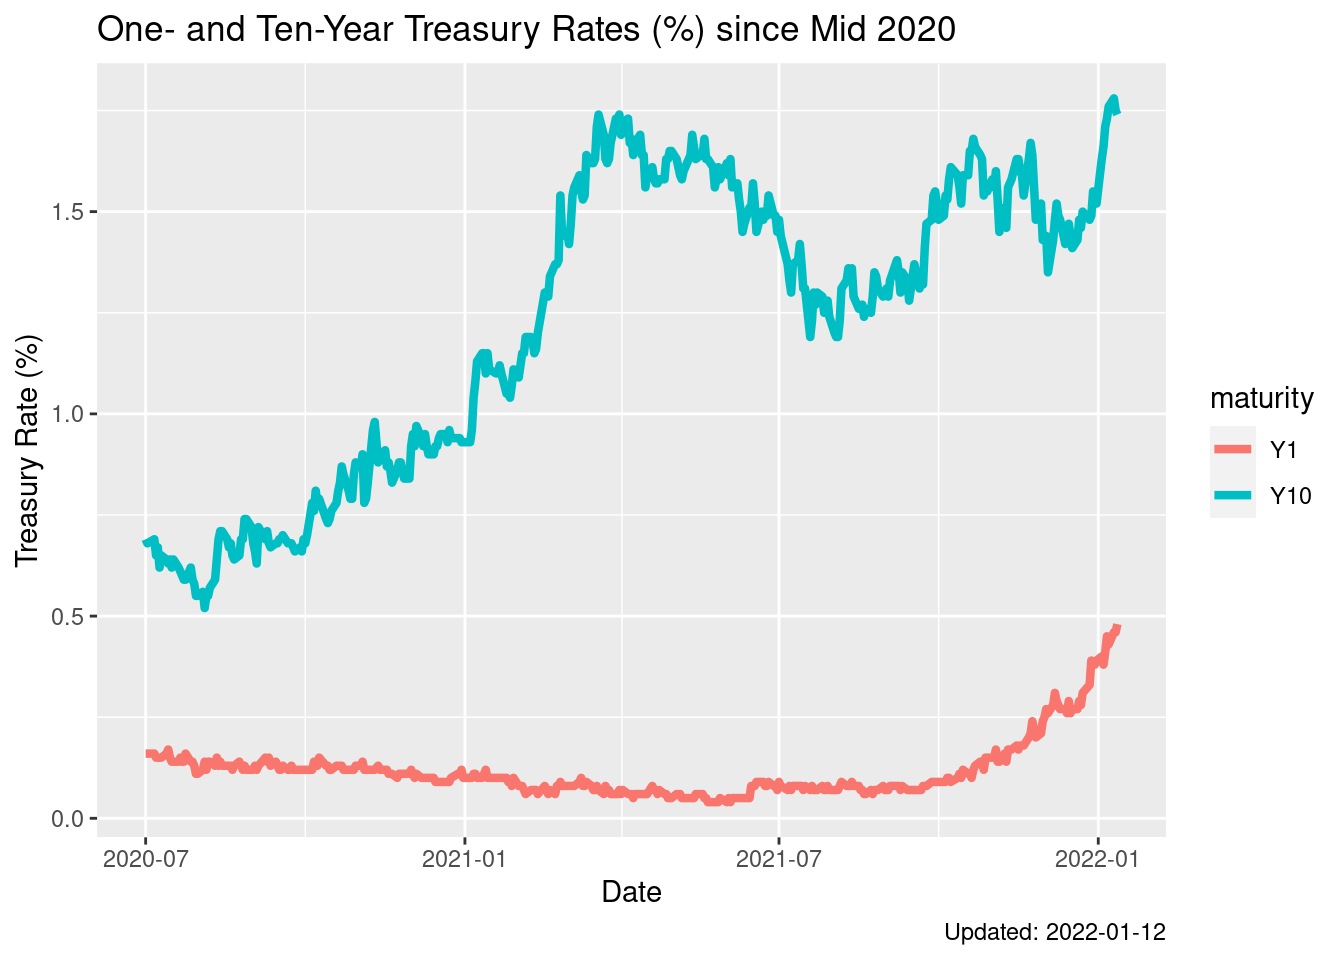 One- and Ten-Year Treasury Rates (%) since Mid 2020
Treasury Rate (%)
1.5
1.0
0.5
0.0
2020-07
2021-01
2021-07
2022-01
Date
maturity
Y1
Y10
Updated: 2022-01-12